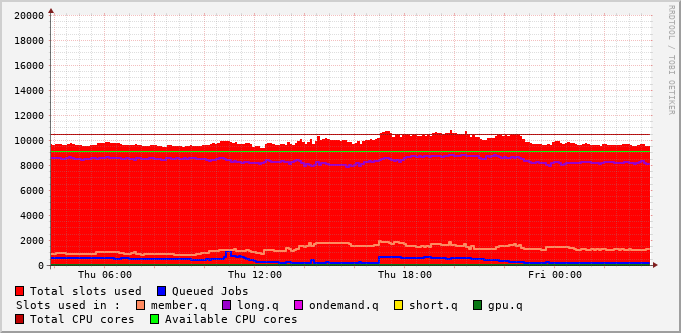 20000
18000
16000
14000
12000
10000
8000
6000
4000
2000
0
Thu 06:00 Thu 12:00 Thu 18:00 Fri 00:00
RRDTOOL / TOBI OETIKER
Total slots used Queued Jobs
Slots used in : member.q long.q ondemand.q short.q gpu.q
Total CPU cores Available CPU cores